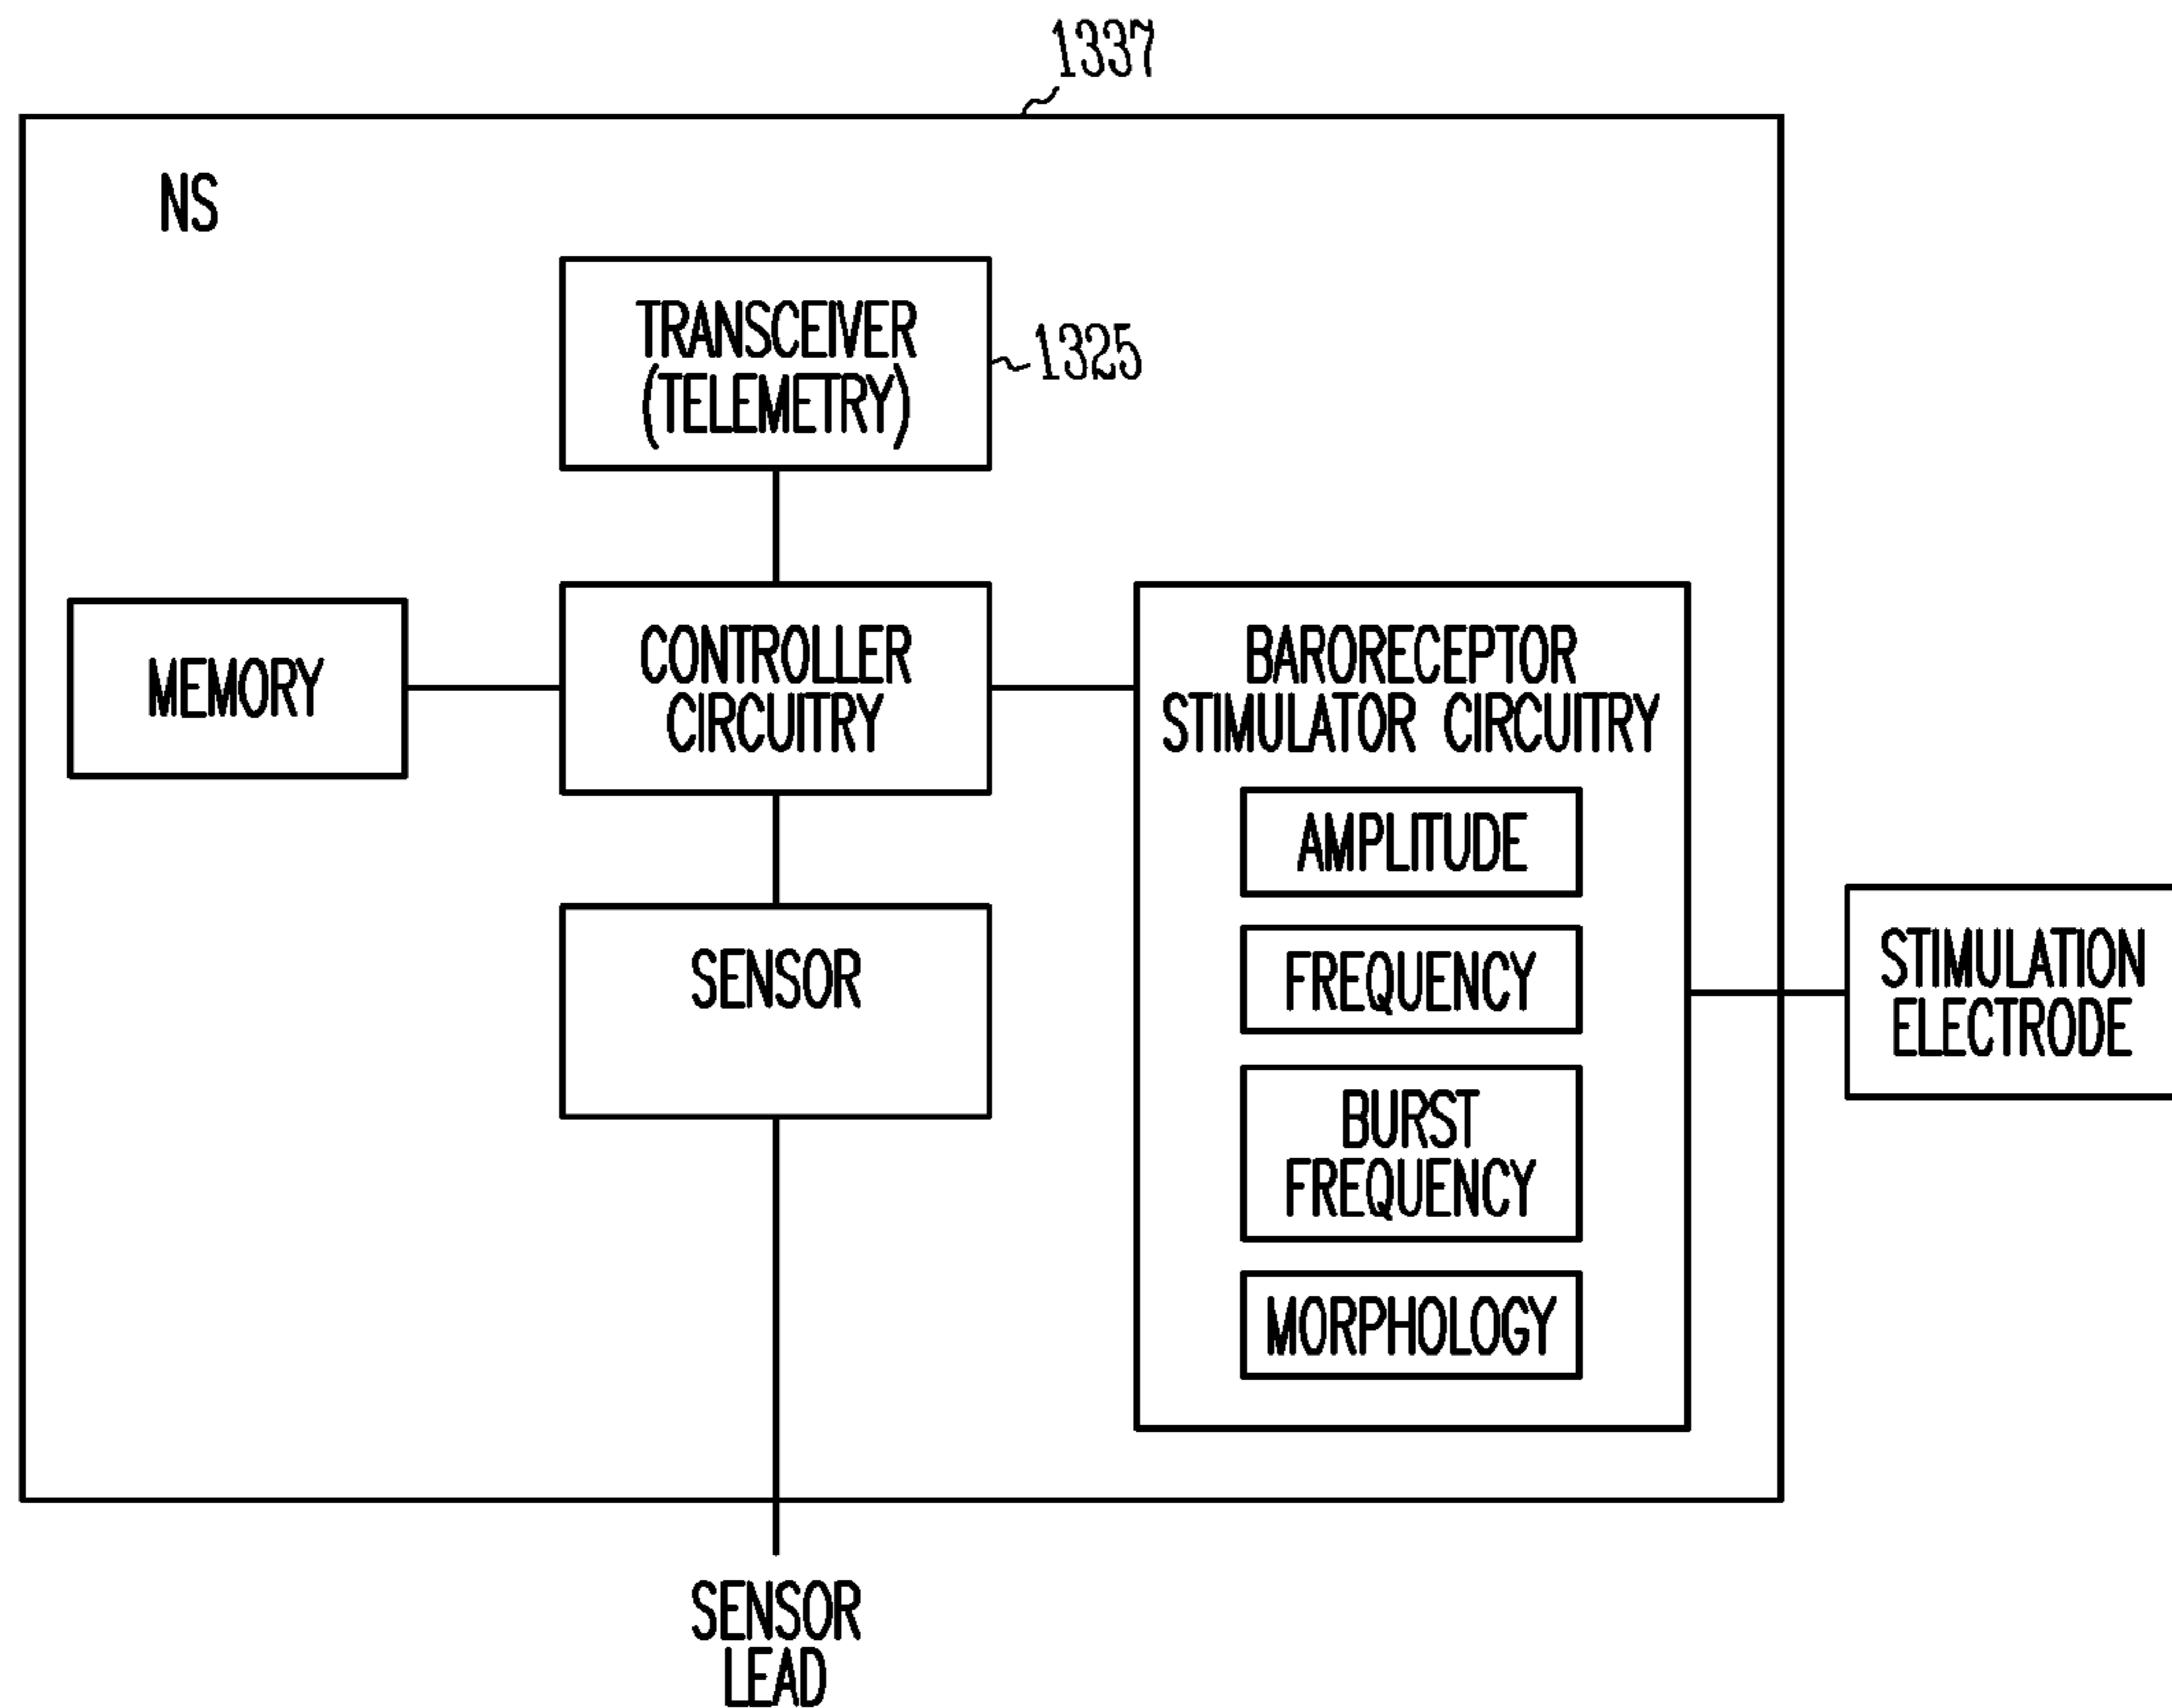 1337
NS
TRANSCEIVER
(TELEMETRY)
1325
MEMORY
CONTROLLER
CIRCUITRY
BARORECEPTOR
STIMULATOR CIRCUITRY
AMPLITUDE
FREQUENCY
BURST
FREQUENCY
MORPHOLOGY
SENSOR
STIMULATION
ELECTRODE
SENSOR
LEAD